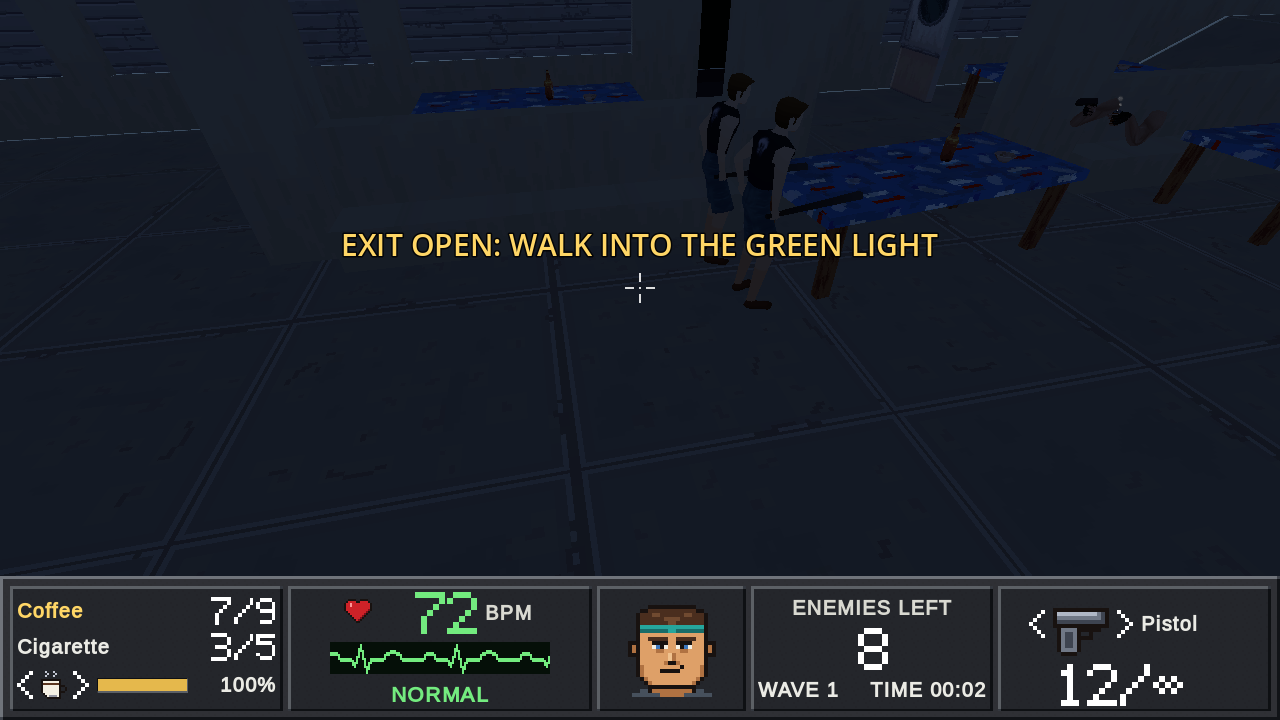 EXIT OPEN: WALK INTO THE GREEN LIGHT
Coffee 7/9
Cigarette 3/5
100%
72 BPM
NORMAL
ENEMIES LEFT
8
WAVE 1 TIME 00:02
Pistol
12/∞